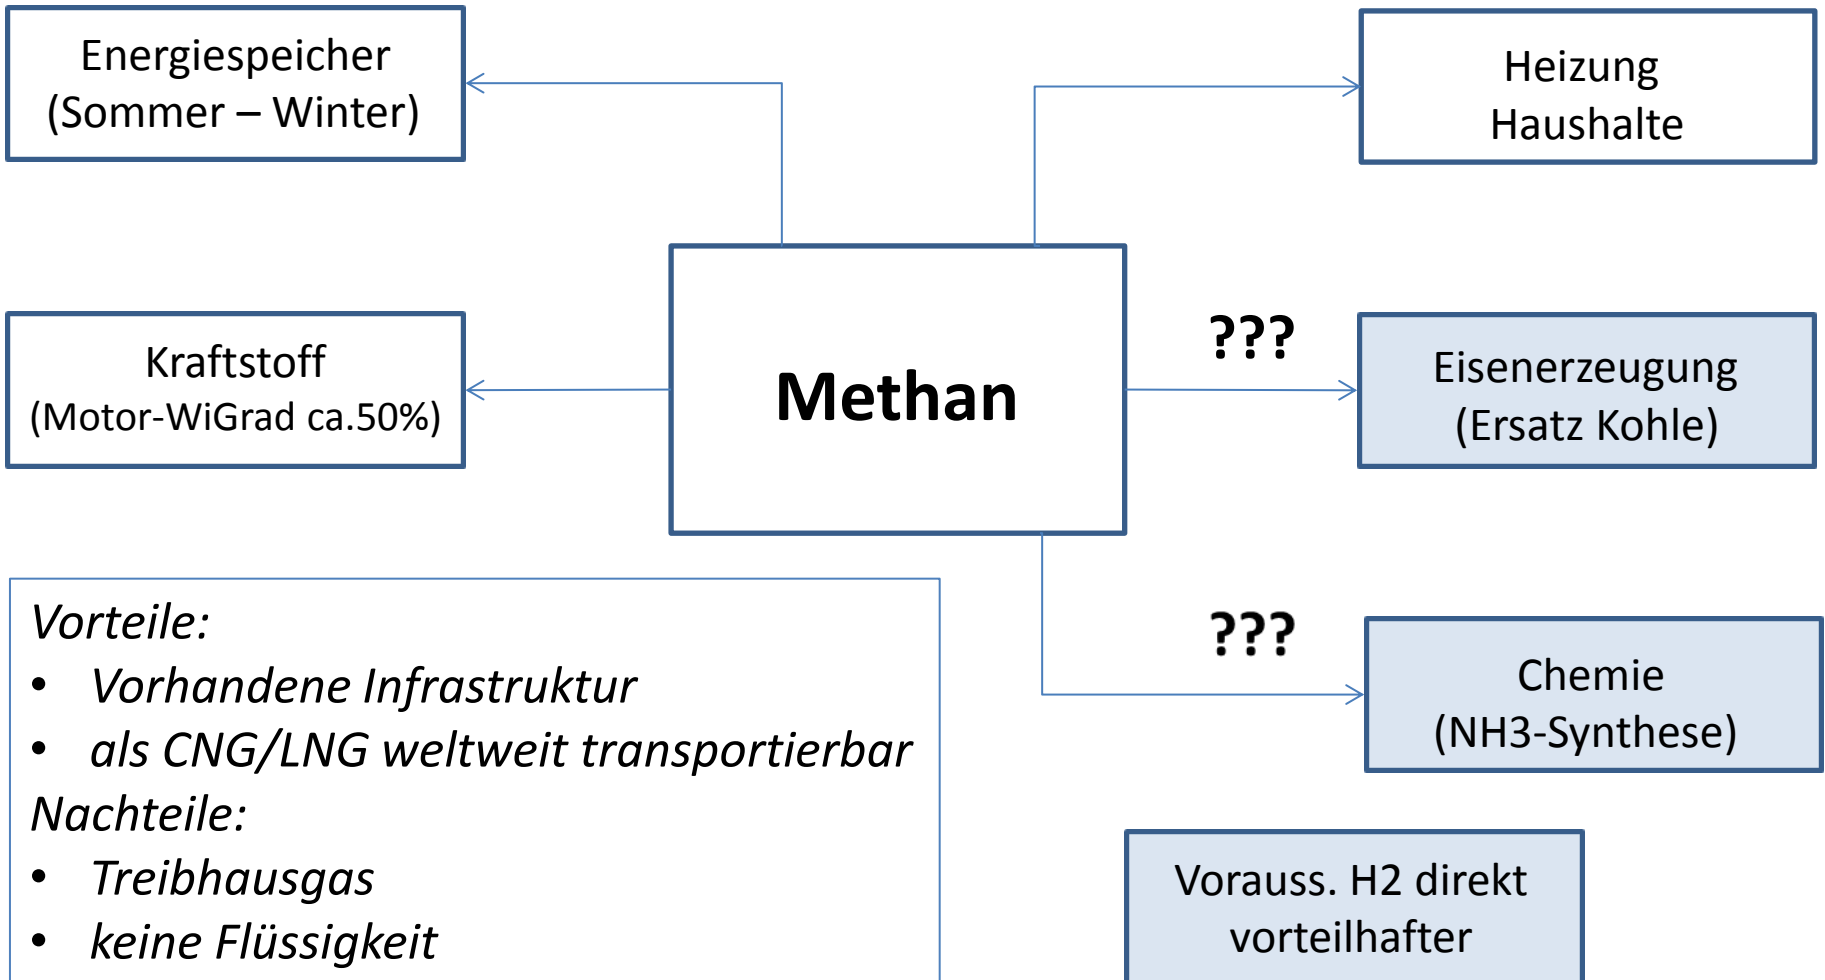 Energiespeicher
(Sommer – Winter)
Heizung
Haushalte
Kraftstoff
(Motor-WiGrad ca.50%)
Methan
???
Eisenerzeugung
(Ersatz Kohle)
Vorteile:
• Vorhandene Infrastruktur
• als CNG/LNG weltweit transportierbar
Nachteile:
• Treibhausgas
• keine Flüssigkeit
???
Chemie
(NH3-Synthese)
Vorauss. H2 direkt
vorteilhafter